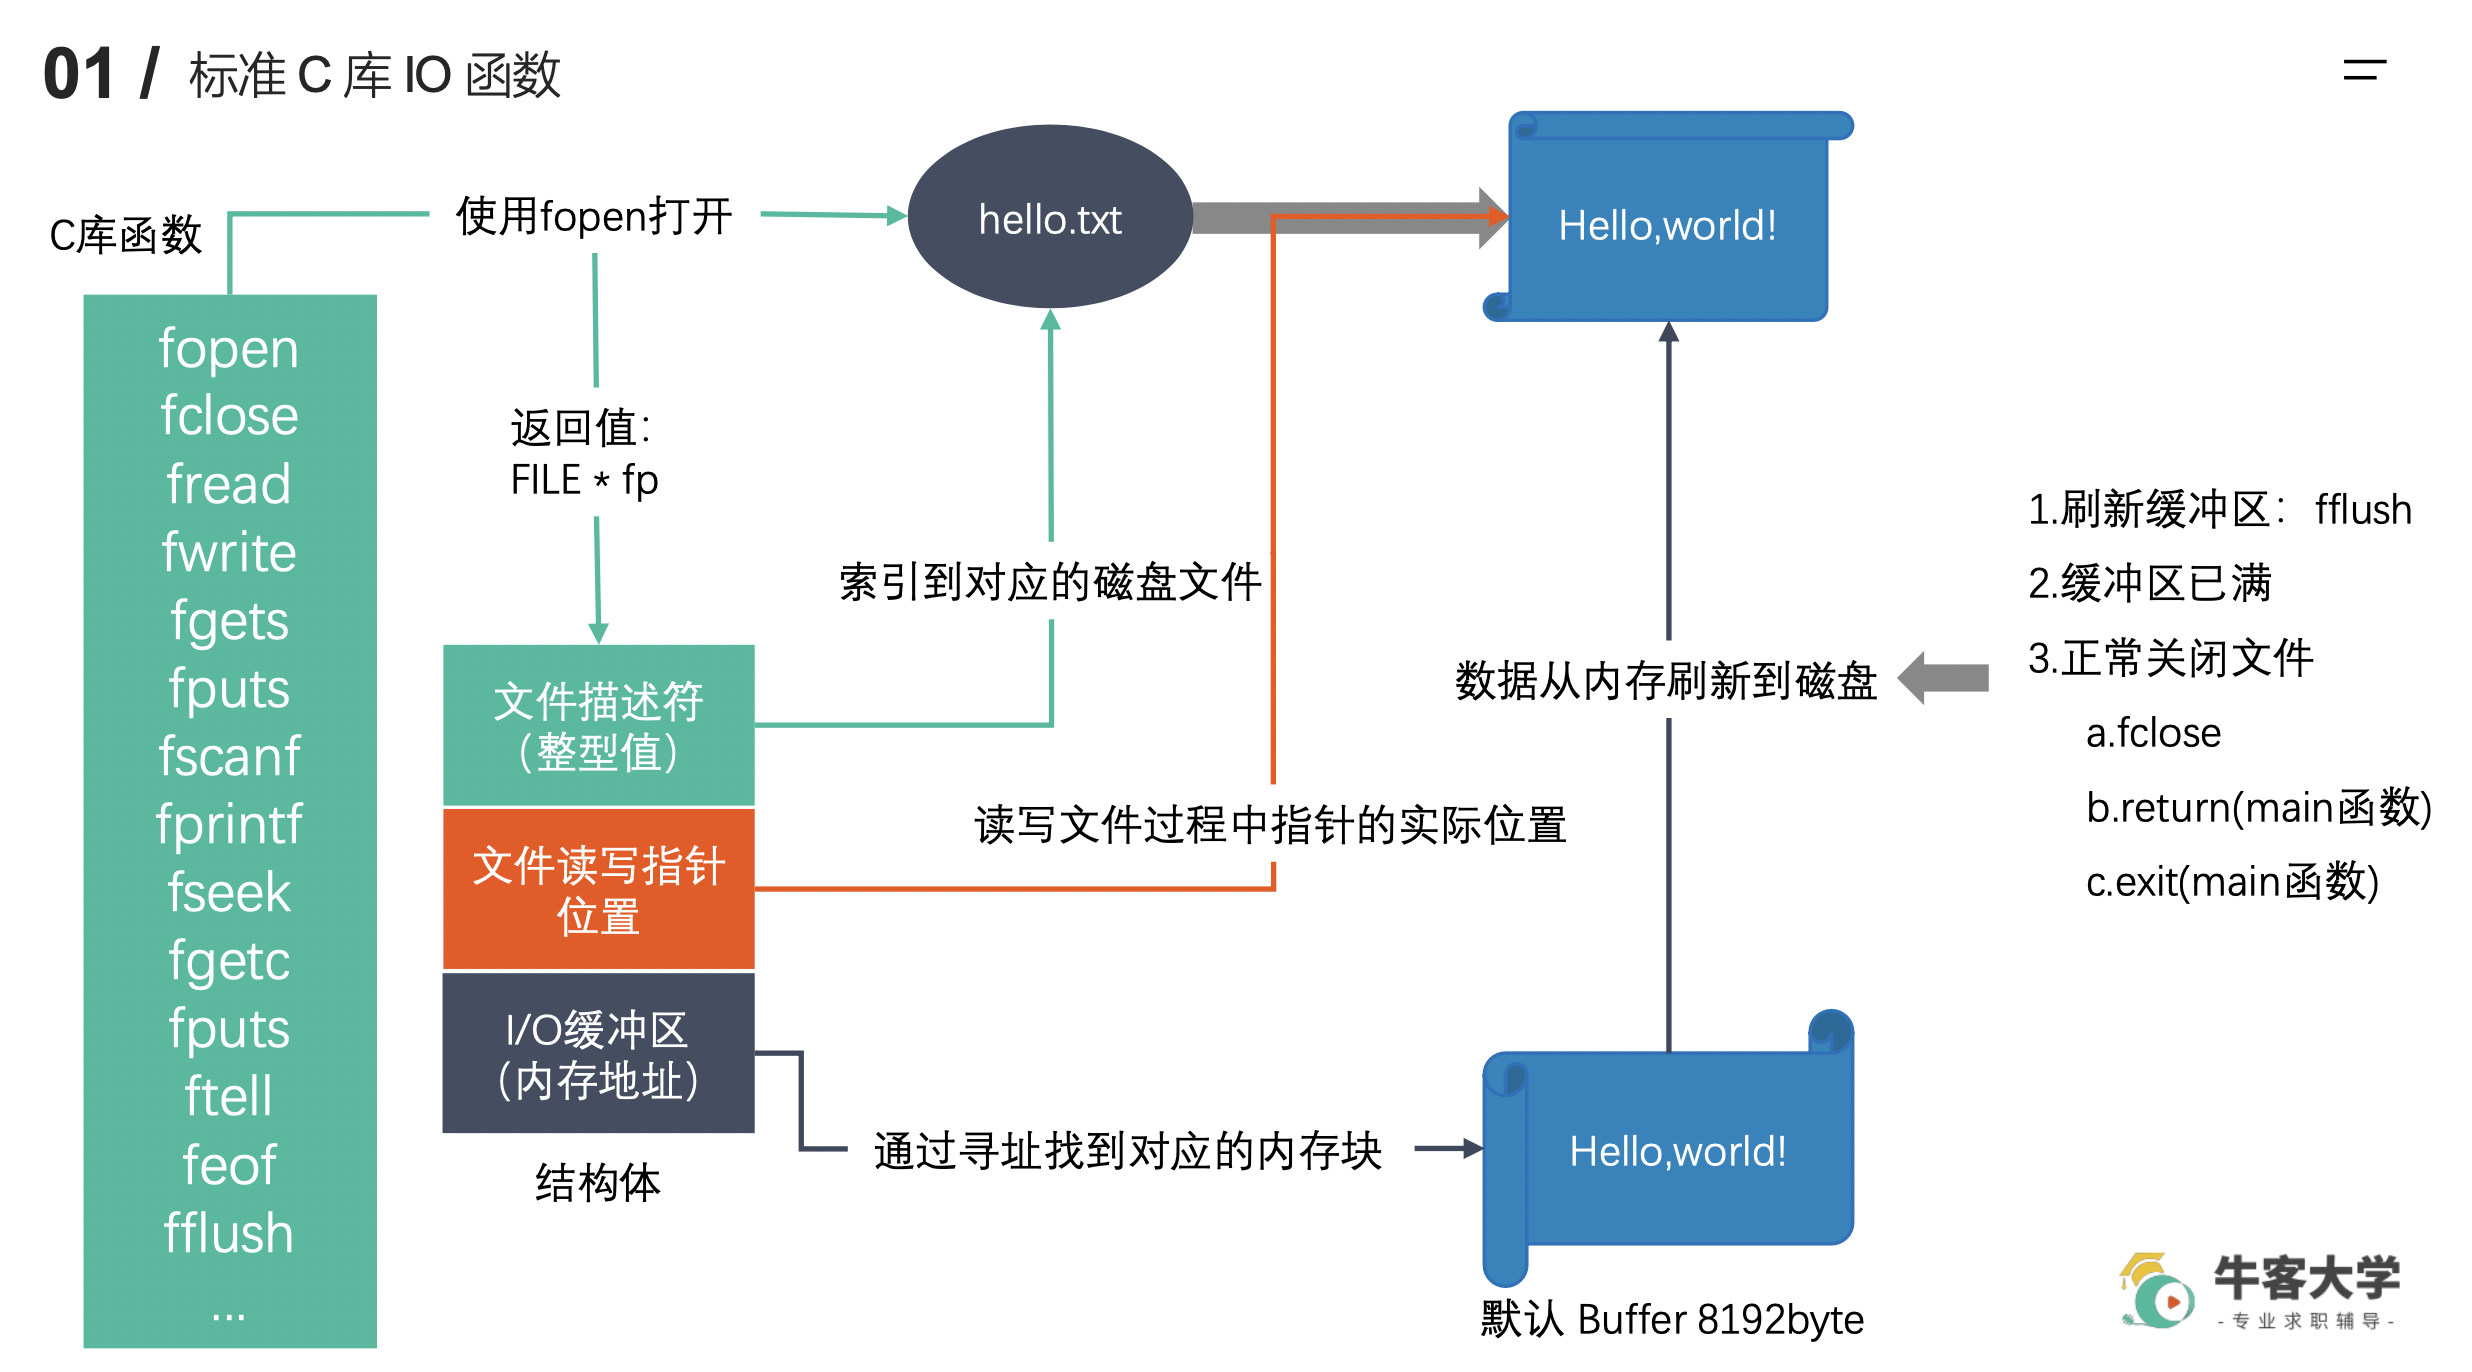 01 / 标准 C 库 IO 函数
C库函数
fopen
fclose
fread
fwrite
fgets
fputs
fscanf
fprintf
fseek
fgetc
fputs
ftell
feof
fflush
...
使用fopen打开
返回值：
FILE * fp
文件描述符
（整型值）
文件读写指针
位置
I/O缓冲区
（内存地址）
结构体
hello.txt
索引到对应的磁盘文件
读写文件过程中指针的实际位置
通过寻址找到对应的内存块
Hello,world!
数据从内存刷新到磁盘
Hello,world!
默认 Buffer 8192byte
1.刷新缓冲区：fflush
2.缓冲区已满
3.正常关闭文件
a.fclose
b.return(main函数)
c.exit(main函数)
牛客大学
- 专业求职辅导 -